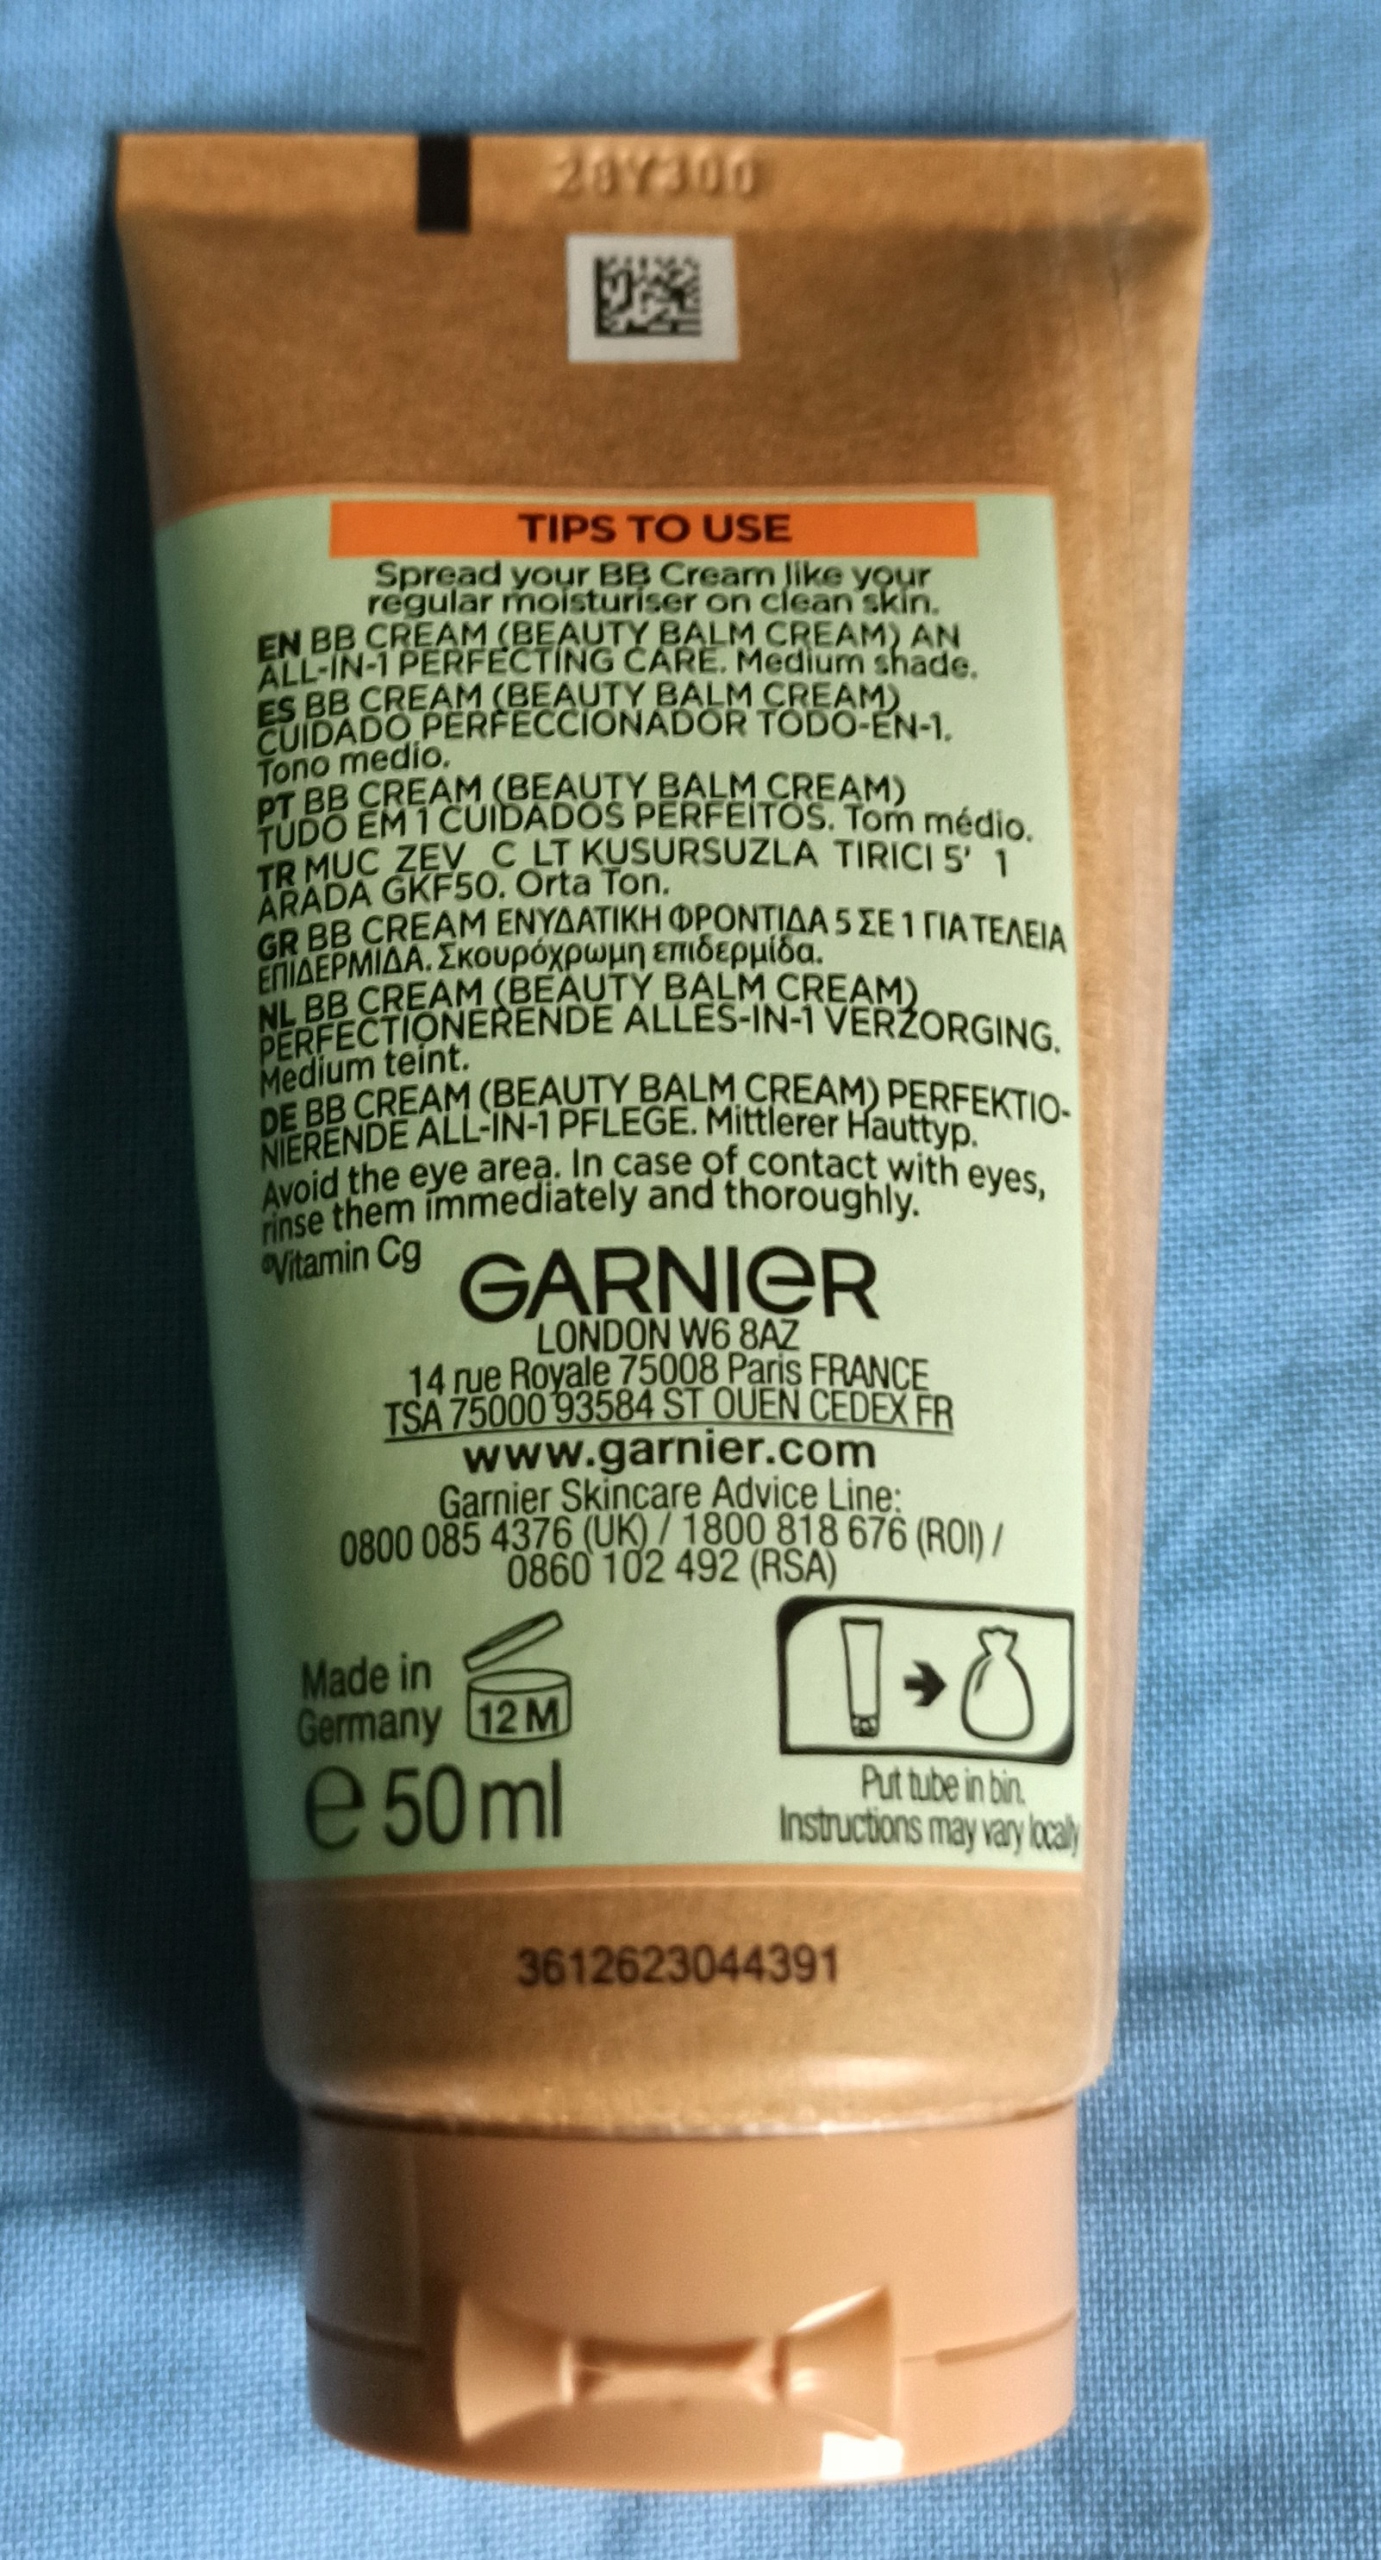 28Y300
TIPS TO USE
Spread your BB Cream like your
regular moisturiser on clean skin.
EN BB CREAM (BEAUTY BALM CREAM) AN
ALL-IN-1 PERFECTING CARE. Medium shade.
ES BB CREAM (BEAUTY BALM CREAM)
CUIDADO PERFECCIONADOR TODO-EN-1.
Tono medio.
PT BB CREAM (BEAUTY BALM CREAM)
TUDO EM 1 CUIDADOS PERFEITOS. Tom médio.
TR MUC ZEV C LT KUSURSUZLA TIRICI 5' 1
ARADA GKF50. Orta Ton.
GR BB CREAM ΕΝΥΔΑΤΙΚΗ ΦΡΟΝΤΙΔΑ 5 ΣΕ 1 ΓΙΑ ΤΕΛΕΙΑ
ΕΠΙΔΕΡΜΙΔΑ. Σκουρόχρωμη επιδερμίδα.
NL BB CREAM (BEAUTY BALM CREAM)
PERFECTIONERENDE ALLES-IN-1 VERZORGING.
Medium teint.
DE BB CREAM (BEAUTY BALM CREAM) PERFEKTIO-
NIERENDE ALL-IN-1 PFLEGE. Mittlerer Hauttyp.
Avoid the eye area. In case of contact with eyes,
rinse them immediately and thoroughly.
Vitamin Cg
GARNIER
LONDON W6 8AZ
14 rue Royale 75008 Paris FRANCE
TSA 75000 93584 ST OUEN CEDEX FR
www.garnier.com
Garnier Skincare Advice Line:
0800 085 4376 (UK) / 1800 818 676 (ROI) /
0860 102 492 (RSA)
Made in
Germany
12 M
e 50 ml
Put tube in bin.
Instructions may vary locally
3612623044391